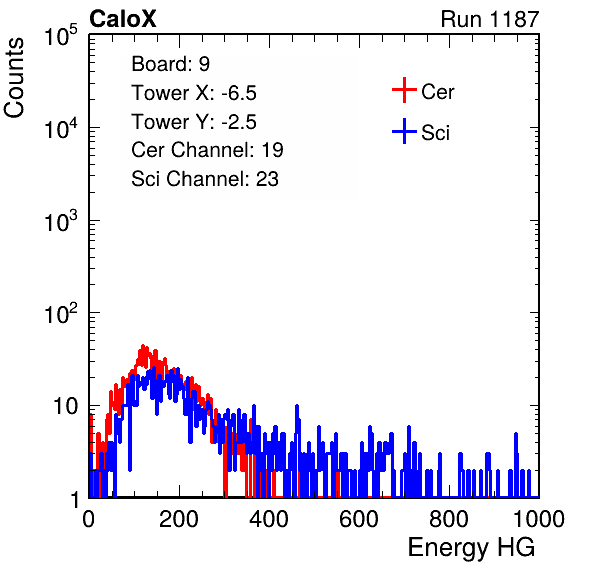 CaloX Run 1187
Counts
Board: 9
Tower X: -6.5
Tower Y: -2.5
Cer Channel: 19
Sci Channel: 23
Cer
Sci
10^5
10^4
10^3
10^2
10
1
0 200 400 600 800 1000
Energy HG